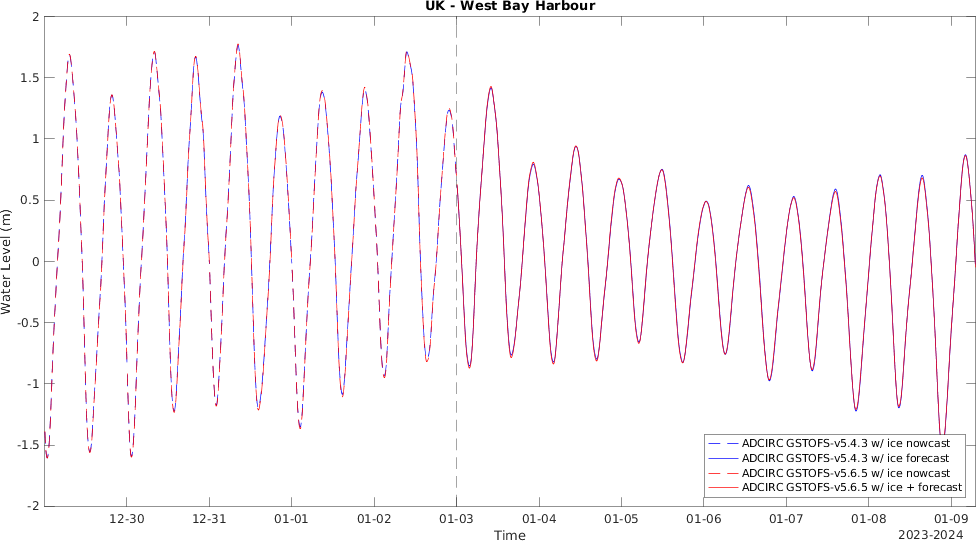 UK - West Bay Harbour
2
1.5
1
0.5
0
-0.5
-1
-1.5
-2
Water Level (m)
ADCIRC GSTOFS-v5.4.3 w/ ice nowcast
ADCIRC GSTOFS-v5.4.3 w/ ice forecast
ADCIRC GSTOFS-v5.6.5 w/ ice nowcast
ADCIRC GSTOFS-v5.6.5 w/ ice + forecast
12-30 12-31 01-01 01-02 01-03 01-04 01-05 01-06 01-07 01-08 01-09
Time
2023-2024